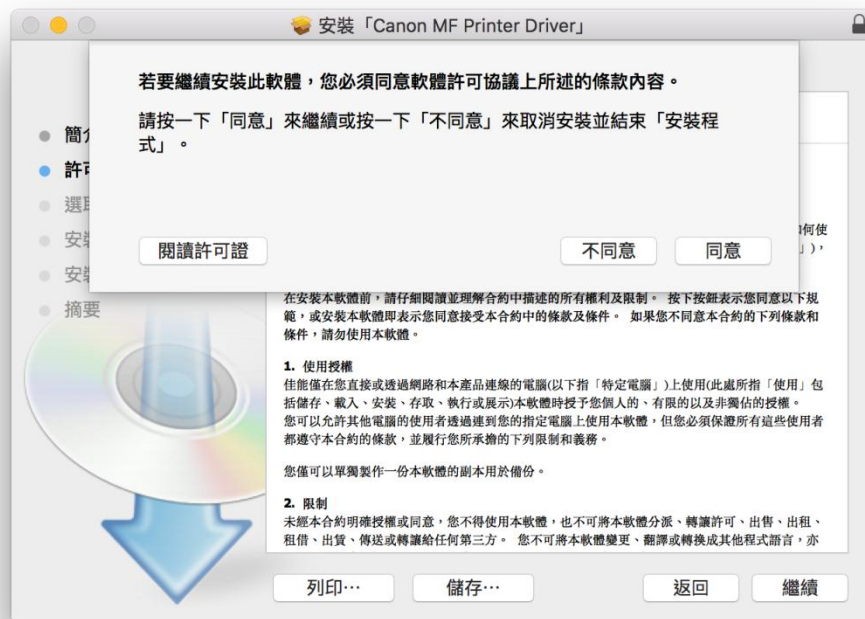 安裝「Canon MF Printer Driver」
若要繼續安裝此軟體，您必須同意軟體許可協議上所述的條款內容。
請按一下「同意」來繼續或按一下「不同意」來取消安裝並結束「安裝程
式」。
閱讀許可證
不同意
同意
簡介
許可
選取
安裝
安裝
摘要
何使
」），
在安裝本軟體前，請仔細閱讀並理解合約中描述的所有權利及限制。 按下按鈕表示您同意以下規
範，或安裝本軟體即表示您同意接受本合約中的條款及條件。 如果您不同意本合約的下列條款和
條件，請勿使用本軟體。
1. 使用授權
佳能僅在您直接或透過網路和本產品連線的電腦(以下指「特定電腦」)上使用(此處所指「使用」包
括儲存、載入、安裝、存取、執行或展示)本軟體時授予您個人的、有限的以及非獨佔的授權。
您可以允許其他電腦的使用者透過連到您的指定電腦上使用本軟體，但您必須保證所有這些使用者
都遵守本合約的條款，並履行您所承擔的下列限制和義務。
您僅可以單獨製作一份本軟體的副本用於備份。
2. 限制
未經本合約明確授權或同意，您不得使用本軟體，也不可將本軟體分派、轉讓許可、出售、出租、
租借、出貨、傳送或轉讓給任何第三方。 您不可將本軟體變更、翻譯或轉換成其他程式語言，亦
列印…
儲存…
返回
繼續